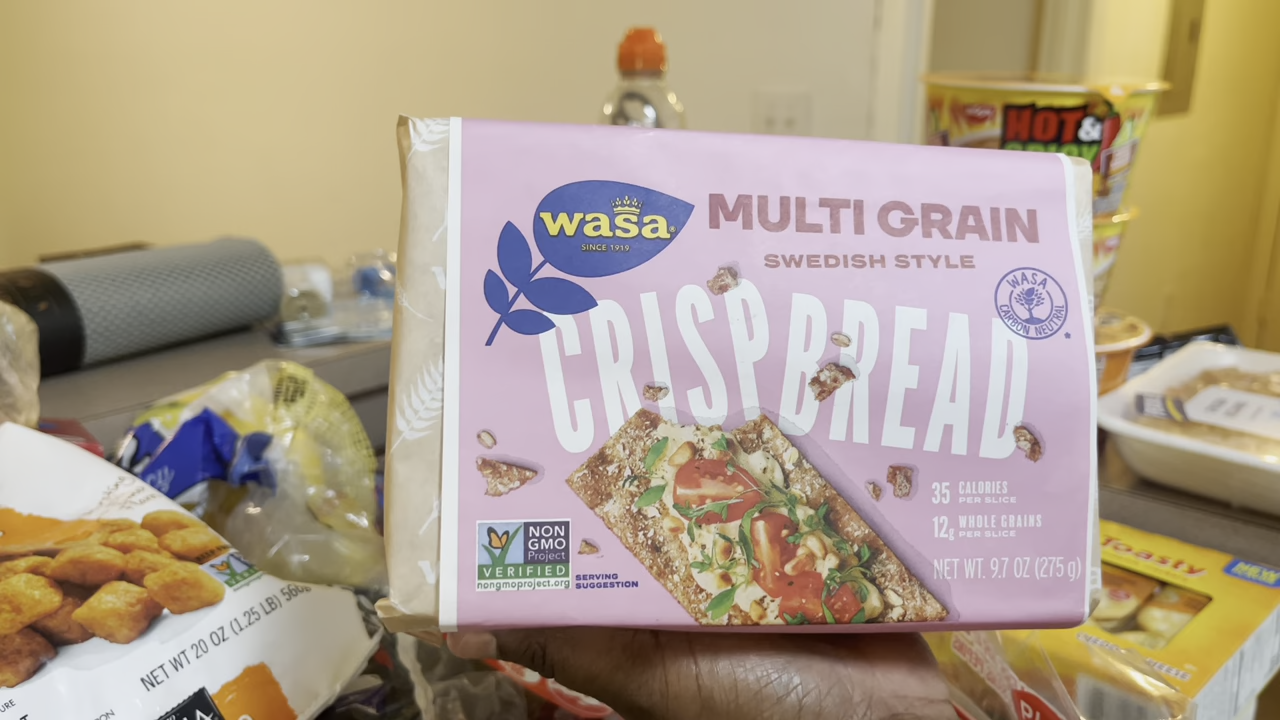 wasa®
SINCE 1919
MULTI GRAIN
SWEDISH STYLE
CRISPBREAD
WASA
CARBON NEUTRAL
*
35 CALORIES
PER SLICE
12g WHOLE GRAINS
PER SLICE
NET WT. 9.7 OZ (275g)
NON
GMO
Project
VERIFIED
nongmoproject.org
SERVING
SUGGESTION
HOT&
SPICY
NET WT 20 OZ (1.25 LB)
Toasty